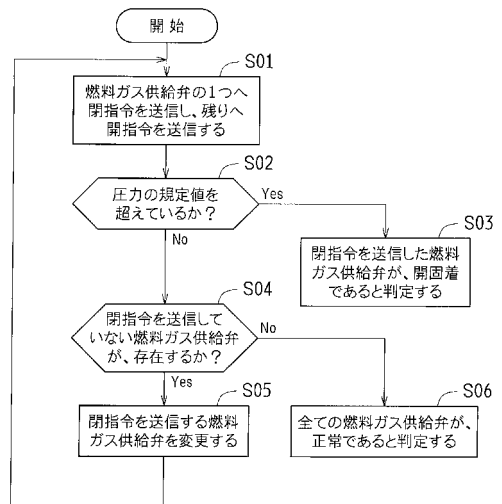 開始
S01
燃料ガス供給弁の1つへ
閉指令を送信し、残りへ
開指令を送信する
S02
圧力の規定値を
超えているか？
Yes
No
S03
閉指令を送信した燃料
ガス供給弁が、開固着
であると判定する
S04
閉指令を送信して
いない燃料ガス供給弁
が、存在するか？
No
Yes
S05
閉指令を送信する燃料
ガス供給弁を変更する
S06
全ての燃料ガス供給弁が、
正常であると判定する